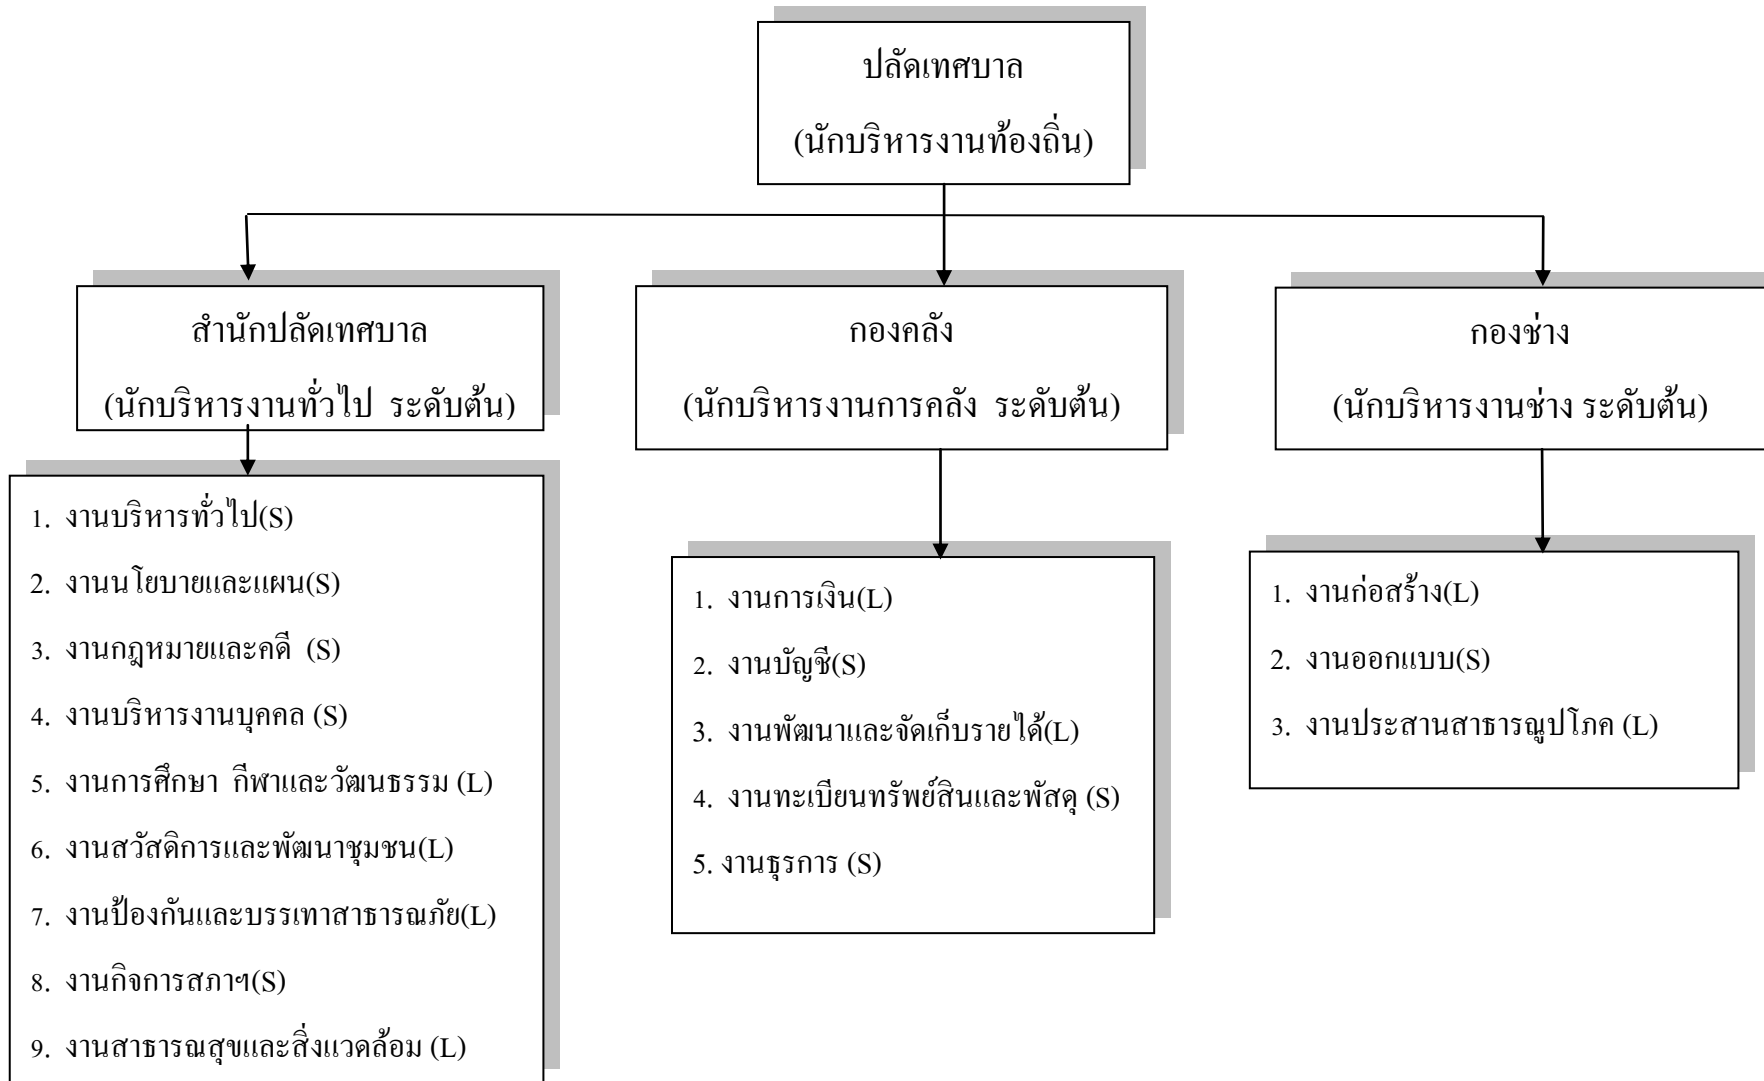 ปลัดเทศบาล
(นักบริหารงานท้องถิ่น)
สำนักปลัดเทศบาล
(นักบริหารงานทั่วไป ระดับต้น)
1. งานบริหารทั่วไป(S)
2. งานนโยบายและแผน(S)
3. งานกฎหมายและคดี (S)
4. งานบริหารงานบุคคล (S)
5. งานการศึกษา กีฬาและวัฒนธรรม (L)
6. งานสวัสดิการและพัฒนาชุมชน(L)
7. งานป้องกันและบรรเทาสาธารณภัย(L)
8. งานกิจการสภาฯ(S)
9. งานสาธารณสุขและสิ่งแวดล้อม (L)
กองคลัง
(นักบริหารงานการคลัง ระดับต้น)
1. งานการเงิน(L)
2. งานบัญชี(S)
3. งานพัฒนาและจัดเก็บรายได้(L)
4. งานทะเบียนทรัพย์สินและพัสดุ (S)
5. งานธุรการ (S)
กองช่าง
(นักบริหารงานช่าง ระดับต้น)
1. งานก่อสร้าง(L)
2. งานออกแบบ(S)
3. งานประสานสาธารณูปโภค (L)